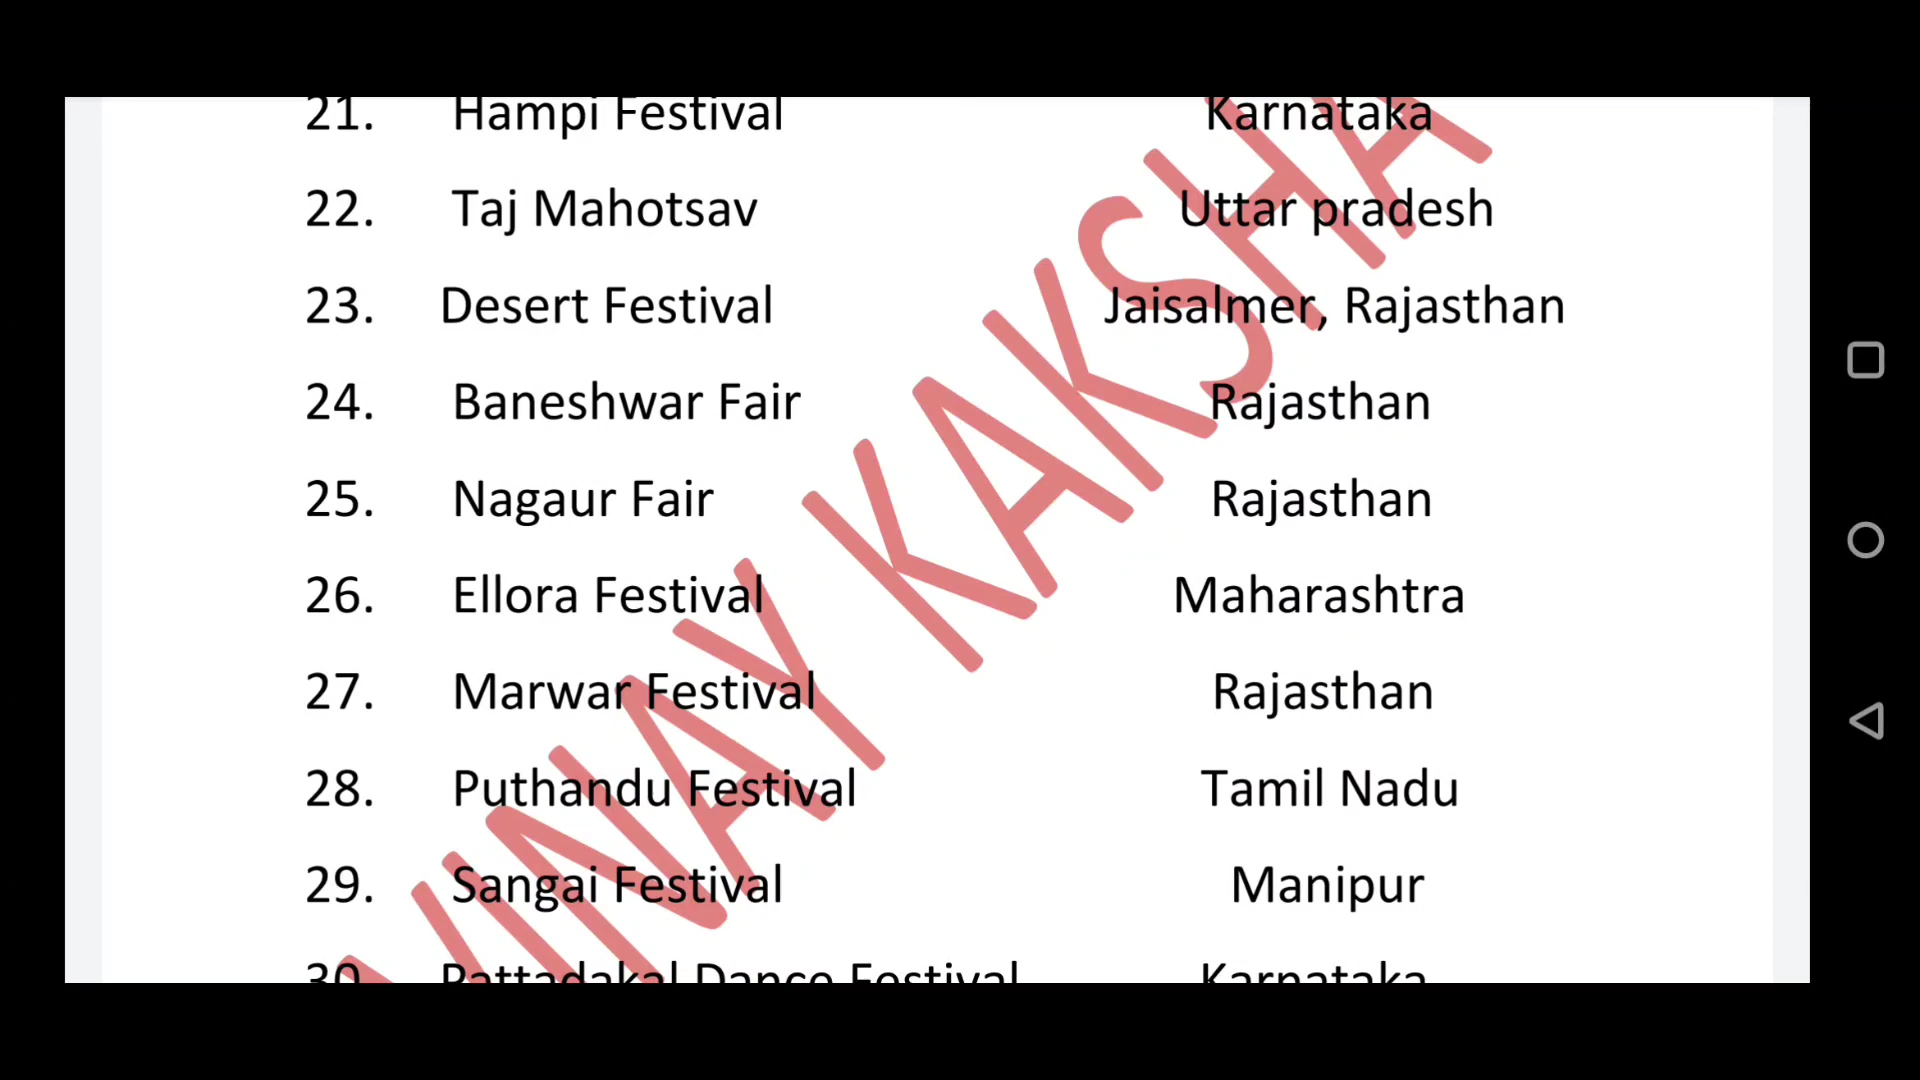 21. Hampi Festival Karnataka
22. Taj Mahotsav Uttar pradesh
23. Desert Festival Jaisalmer, Rajasthan
24. Baneshwar Fair Rajasthan
25. Nagaur Fair Rajasthan
26. Ellora Festival Maharashtra
27. Marwar Festival Rajasthan
28. Puthandu Festival Tamil Nadu
29. Sangai Festival Manipur
30. Pattadakal Dance Festival Karnataka
VINAY KAKSHA